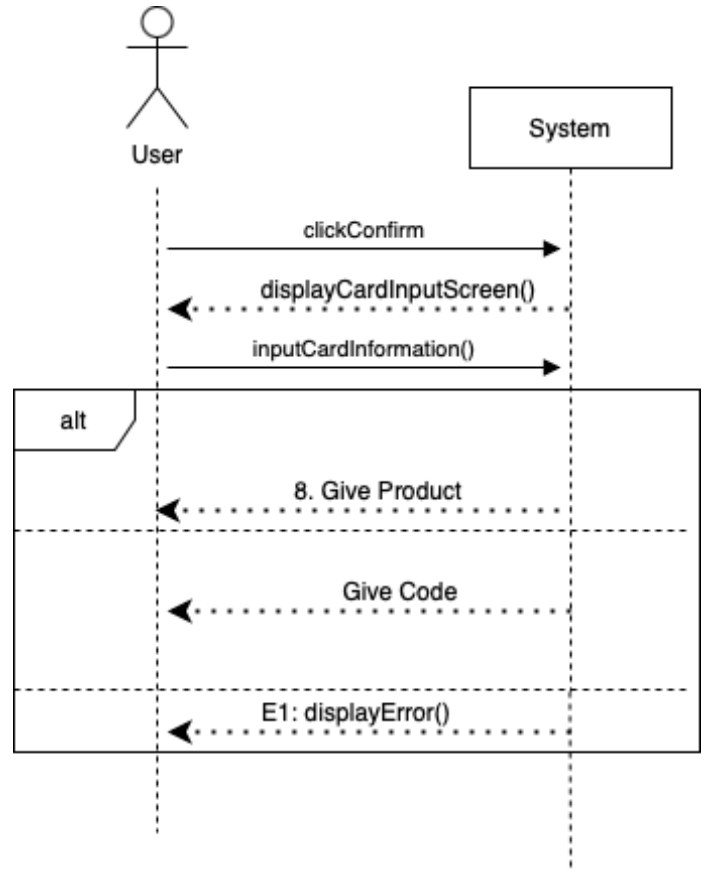 User
System
clickConfirm
displayCardInputScreen()
inputCardInformation()
alt
8. Give Product
Give Code
E1: displayError()